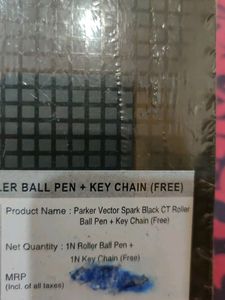 LER BALL PEN + KEY CHAIN (FREE)
Product Name : Parker Vector Spark Black CT Roller
Ball Pen + Key Chain (Free)
Net Quantity : 1N Roller Ball Pen +
1N Key Chain (Free)
MRP
(Incl. of all taxes)